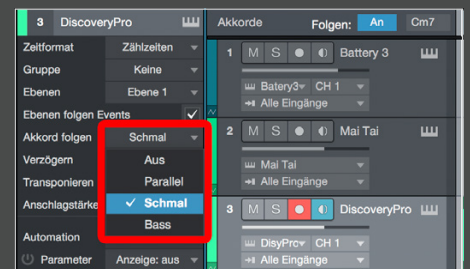 3 DiscoveryPro
Zeitformat Zählzeiten
Gruppe Keine
Ebenen Ebene 1
Ebenen folgen Events
Akkord folgen Schmal
Verzögern Aus
Transponieren Parallel
Anschlagstärke Schmal
Bass
Automation
Parameter Anzeige: aus
Akkorde Folgen: An Cm7
1 M S Battery 3
Batery3 CH 1
Alle Eingänge
2 M S Mai Tai
Mai Tai
Alle Eingänge
3 M S DiscoveryPro
DisyPrc CH 1
Alle Eingänge